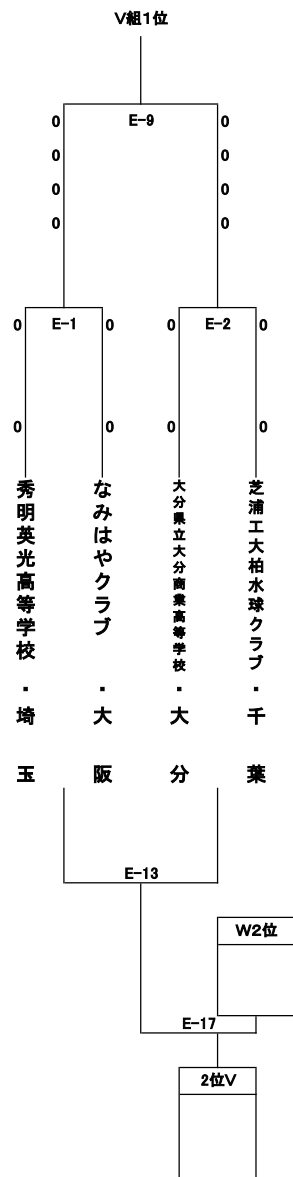 V組1位
E-9
0 0
0 0
0 0
0 0
E-1 E-2
0 0 0 0
0 0 0 0
秀明英光高等学校・埼玉
なみはやクラブ・大阪
大分県立大分商業高等学校・大分
芝浦工大柏水球クラブ・千葉
E-13
W2位
E-17
2位V